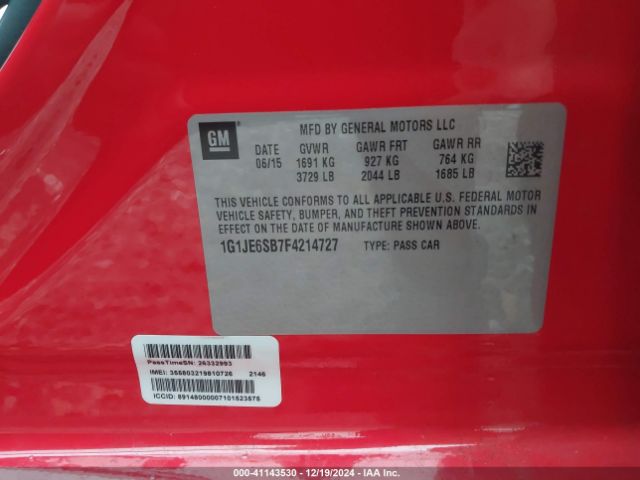 GM
MFD BY GENERAL MOTORS LLC
DATE GVWR GAWR FRT GAWR RR
06/15 1691 KG 927 KG 764 KG
3729 LB 2044 LB 1685 LB
THIS VEHICLE CONFORMS TO ALL APPLICABLE U.S. FEDERAL MOTOR
VEHICLE SAFETY, BUMPER, AND THEFT PREVENTION STANDARDS IN
EFFECT ON THE DATE OF MANUFACTURE SHOWN ABOVE.
1G1JE6SB7F4214727 TYPE: PASS CAR
PassTimeSN: 26332993
IMEI: 355803219810726 2146
ICCID: 89148000007101523575
000-41143530 - 12/19/2024 - IAA Inc.